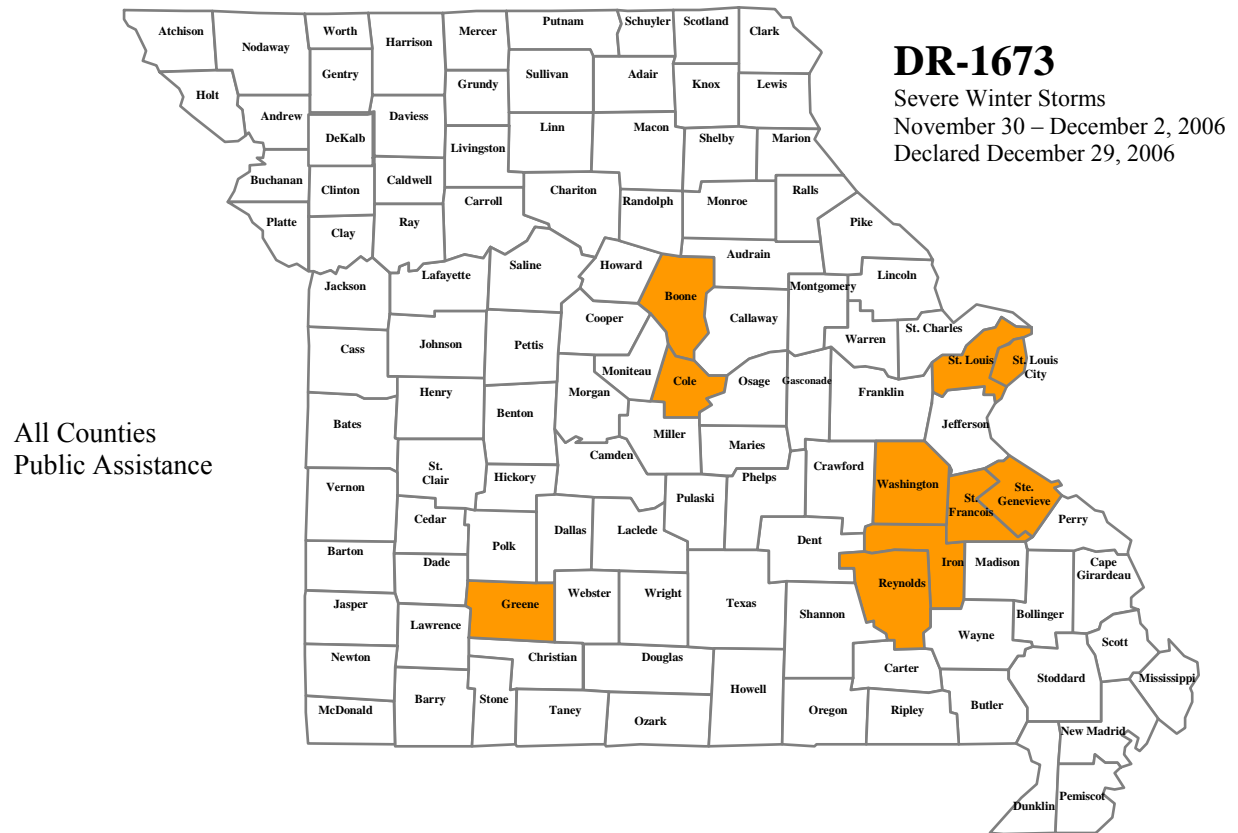 DR-1673
Severe Winter Storms
November 30 – December 2, 2006
Declared December 29, 2006
All Counties
Public Assistance
Atchison
Nodaway
Worth
Harrison
Mercer
Putnam
Schuyler
Scotland
Clark
Holt
Gentry
Grundy
Sullivan
Adair
Knox
Lewis
Andrew
DeKalb
Daviess
Livingston
Linn
Macon
Shelby
Marion
Buchanan
Clinton
Caldwell
Carroll
Chariton
Randolph
Monroe
Ralls
Platte
Clay
Ray
Pike
Jackson
Lafayette
Saline
Howard
Boone
Audrain
Montgomery
Lincoln
Cass
Johnson
Pettis
Cooper
Callaway
Warren
St. Charles
Moniteau
Cole
Osage
Gasconade
Franklin
St. Louis
St. Louis
City
Bates
Henry
Benton
Morgan
Miller
Maries
Jefferson
Vernon
St.
Clair
Hickory
Camden
Pulaski
Phelps
Crawford
Washington
St.
Francois
Ste.
Genevieve
Perry
Cedar
Polk
Dallas
Laclede
Dent
Barton
Dade
Iron
Madison
Cape
Girardeau
Jasper
Lawrence
Greene
Webster
Wright
Texas
Shannon
Reynolds
Wayne
Bollinger
Scott
Newton
Christian
Douglas
Howell
Carter
Stoddard
Mississippi
McDonald
Barry
Stone
Taney
Ozark
Oregon
Ripley
Butler
New Madrid
Dunklin
Pemiscot